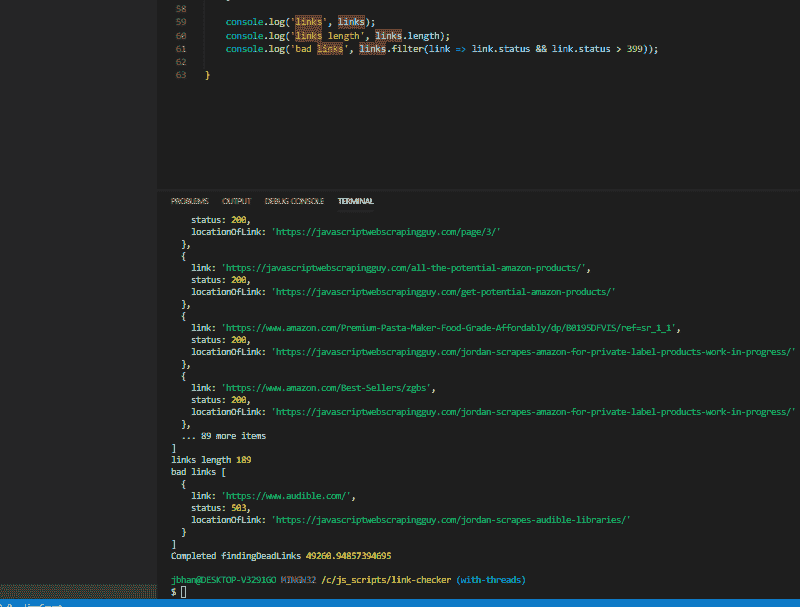 58
59 console.log('links', links);
60 console.log('links length', links.length);
61 console.log('bad links', links.filter(link => link.status && link.status > 399));
62
63 }
PROBLEMS OUTPUT DEBUG CONSOLE TERMINAL
status: 200,
locationOfLink: 'https://javascriptwebscrapingguy.com/page/3/'
},
{
link: 'https://javascriptwebscrapingguy.com/all-the-potential-amazon-products/',
status: 200,
locationOfLink: 'https://javascriptwebscrapingguy.com/get-potential-amazon-products/'
},
{
link: 'https://www.amazon.com/Premium-Pasta-Maker-Food-Grade-Affordably/dp/B0195DFVIS/ref=sr_1_1',
status: 200,
locationOfLink: 'https://javascriptwebscrapingguy.com/jordan-scrapes-amazon-for-private-label-products-work-in-progress/'
},
{
link: 'https://www.amazon.com/Best-Sellers/zgbs',
status: 200,
locationOfLink: 'https://javascriptwebscrapingguy.com/jordan-scrapes-amazon-for-private-label-products-work-in-progress/'
},
... 89 more items
]
links length 189
bad links [
{
link: 'https://www.audible.com/',
status: 503,
locationOfLink: 'https://javascriptwebscrapingguy.com/jordan-scrapes-audible-libraries/'
}
]
Completed findingDeadLinks 49260.94857394695
jbhan@DESKTOP-V3291GO MINGW32 /c/js_scripts/link-checker (with-threads)
$